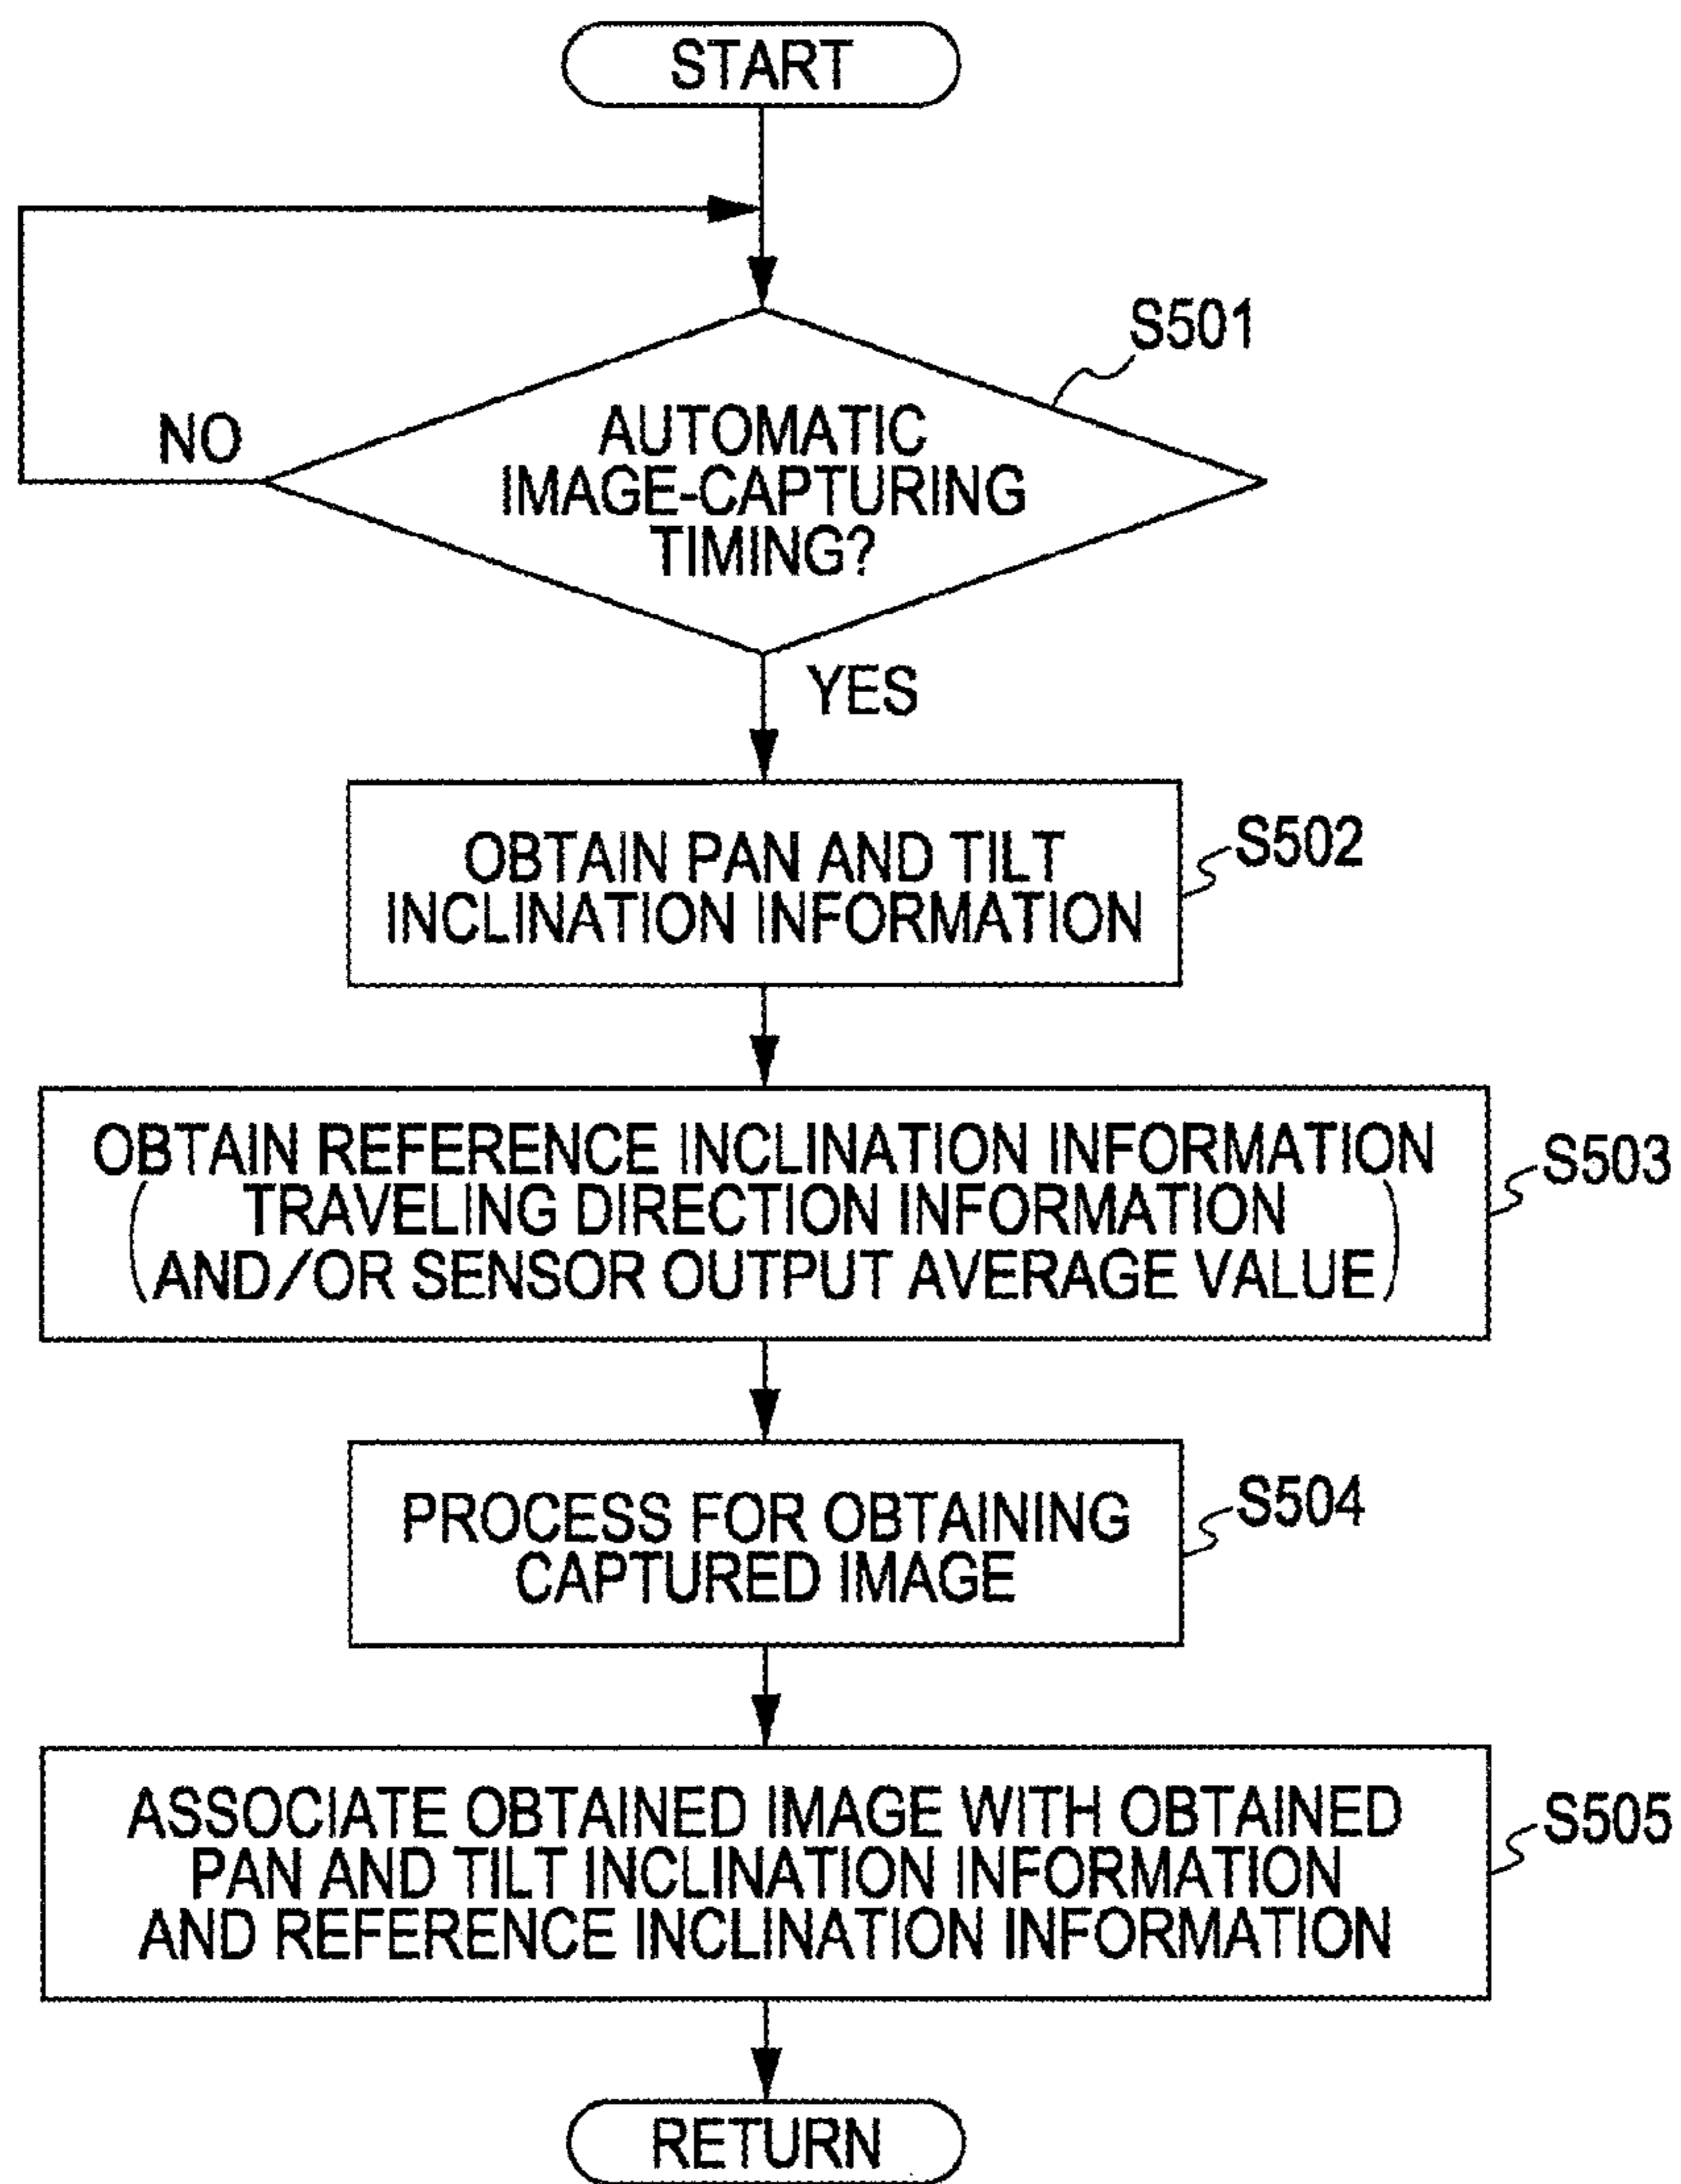 START
S501
NO
AUTOMATIC
IMAGE-CAPTURING
TIMING?
YES
OBTAIN PAN AND TILT
INCLINATION INFORMATION
S502
OBTAIN REFERENCE INCLINATION INFORMATION
(TRAVELING DIRECTION INFORMATION
AND/OR SENSOR OUTPUT AVERAGE VALUE)
S503
PROCESS FOR OBTAINING
CAPTURED IMAGE
S504
ASSOCIATE OBTAINED IMAGE WITH OBTAINED
PAN AND TILT INCLINATION INFORMATION
AND REFERENCE INCLINATION INFORMATION
S505
RETURN